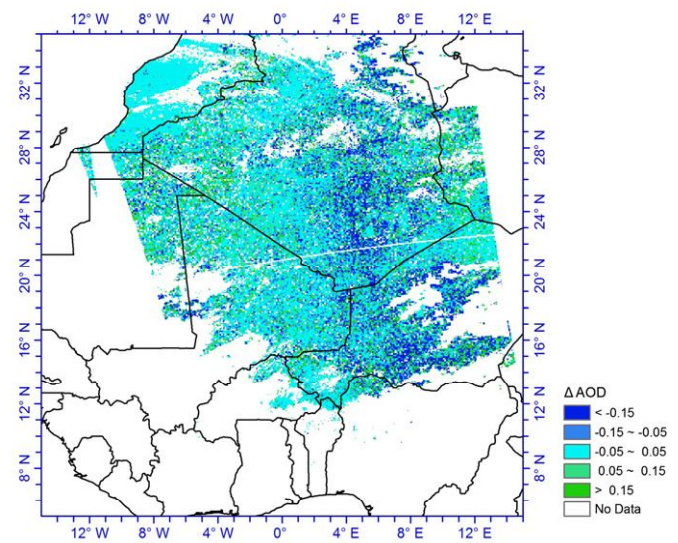 12° W 8° W 4° W 0° 4° E 8° E 12° E
32° N 32° N
28° N 28° N
24° N 24° N
20° N 20° N
16° N 16° N
12° N 12° N
8° N 8° N
12° W 8° W 4° W 0° 4° E 8° E 12° E
Δ AOD
< -0.15
-0.15 ~ -0.05
-0.05 ~ 0.05
0.05 ~ 0.15
> 0.15
No Data